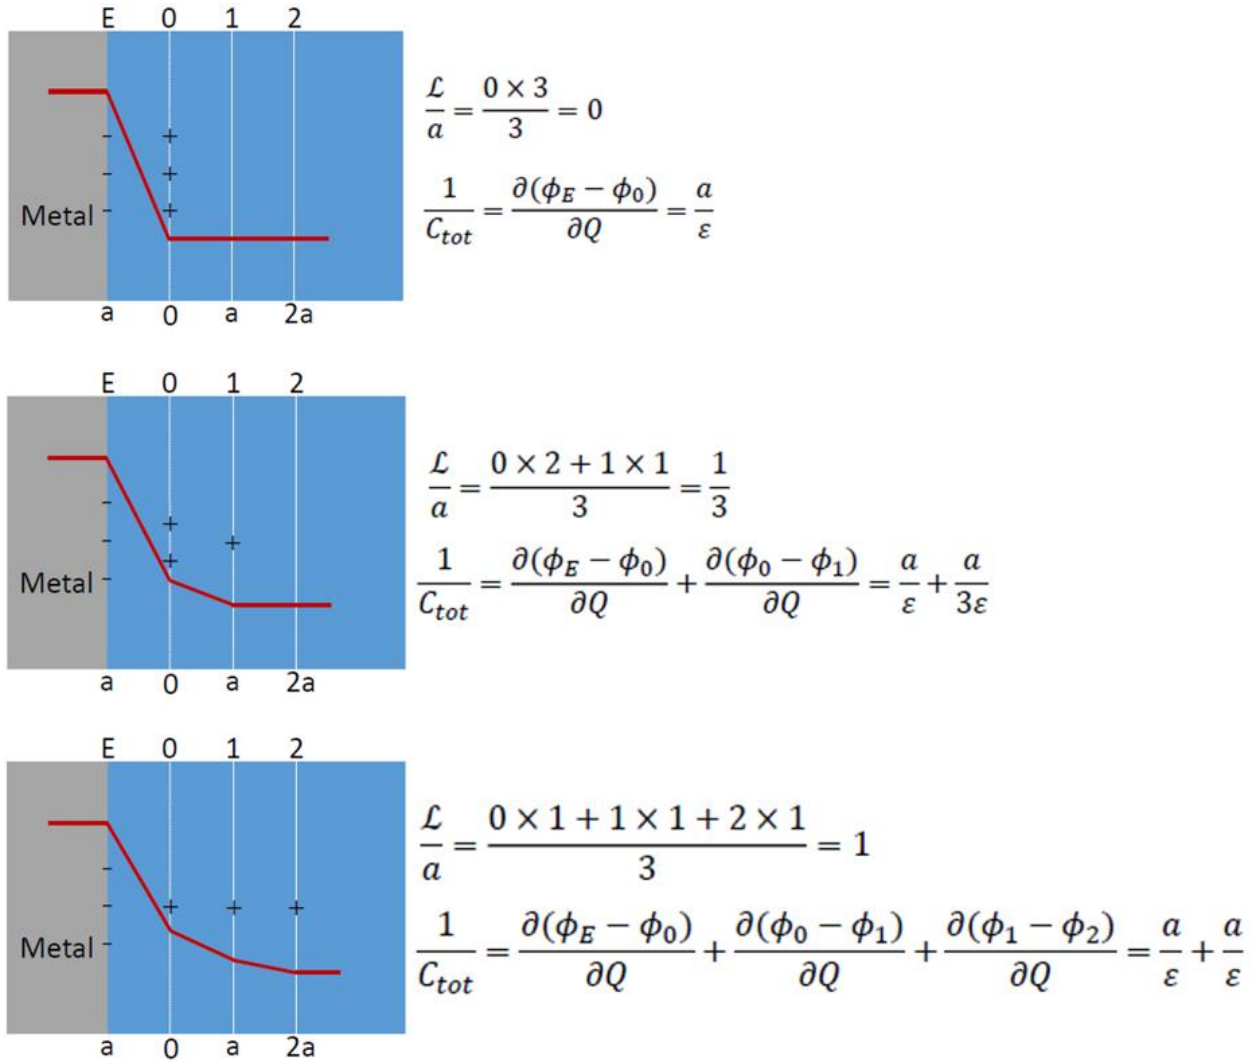 E 0 1 2
- +
- +
- +
Metal
a 0 a 2a
ℒ/a = (0 × 3)/3 = 0
1/C_tot = ∂(ϕ_E − ϕ_0)/∂Q = a/ε
E 0 1 2
-
+
- +
+
-
Metal
a 0 a 2a
ℒ/a = (0 × 2 + 1 × 1)/3 = 1/3
1/C_tot = ∂(ϕ_E − ϕ_0)/∂Q + ∂(ϕ_0 − ϕ_1)/∂Q = a/ε + a/3ε
E 0 1 2
-
- + + +
-
Metal
a 0 a 2a
ℒ/a = (0 × 1 + 1 × 1 + 2 × 1)/3 = 1
1/C_tot = ∂(ϕ_E − ϕ_0)/∂Q + ∂(ϕ_0 − ϕ_1)/∂Q + ∂(ϕ_1 − ϕ_2)/∂Q = a/ε + a/ε